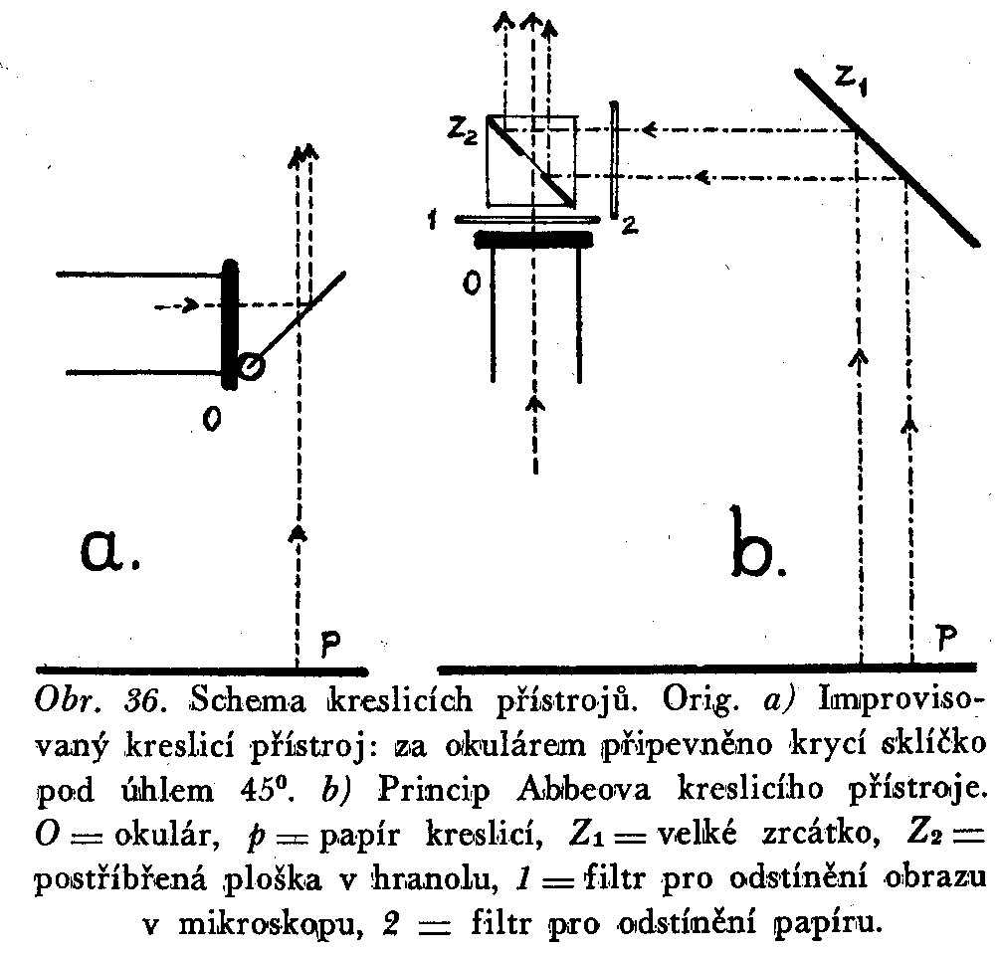 Z₁
Z₂
1
2
O
O
a.
b.
P
P
Obr. 36. Schema kreslicích přístrojů. Orig. a) Improviso-
vaný kreslicí přístroj: za okulárem připevněno krycí sklíčko
pod úhlem 45°. b) Princip Abbeova kreslicího přístroje.
O = okulár, p = papír kreslicí, Z₁ = velké zrcátko, Z₂ =
postříbřená ploška v hranolu, 1 = filtr pro odstínění obrazu
v mikroskopu, 2 = filtr pro odstínění papíru.